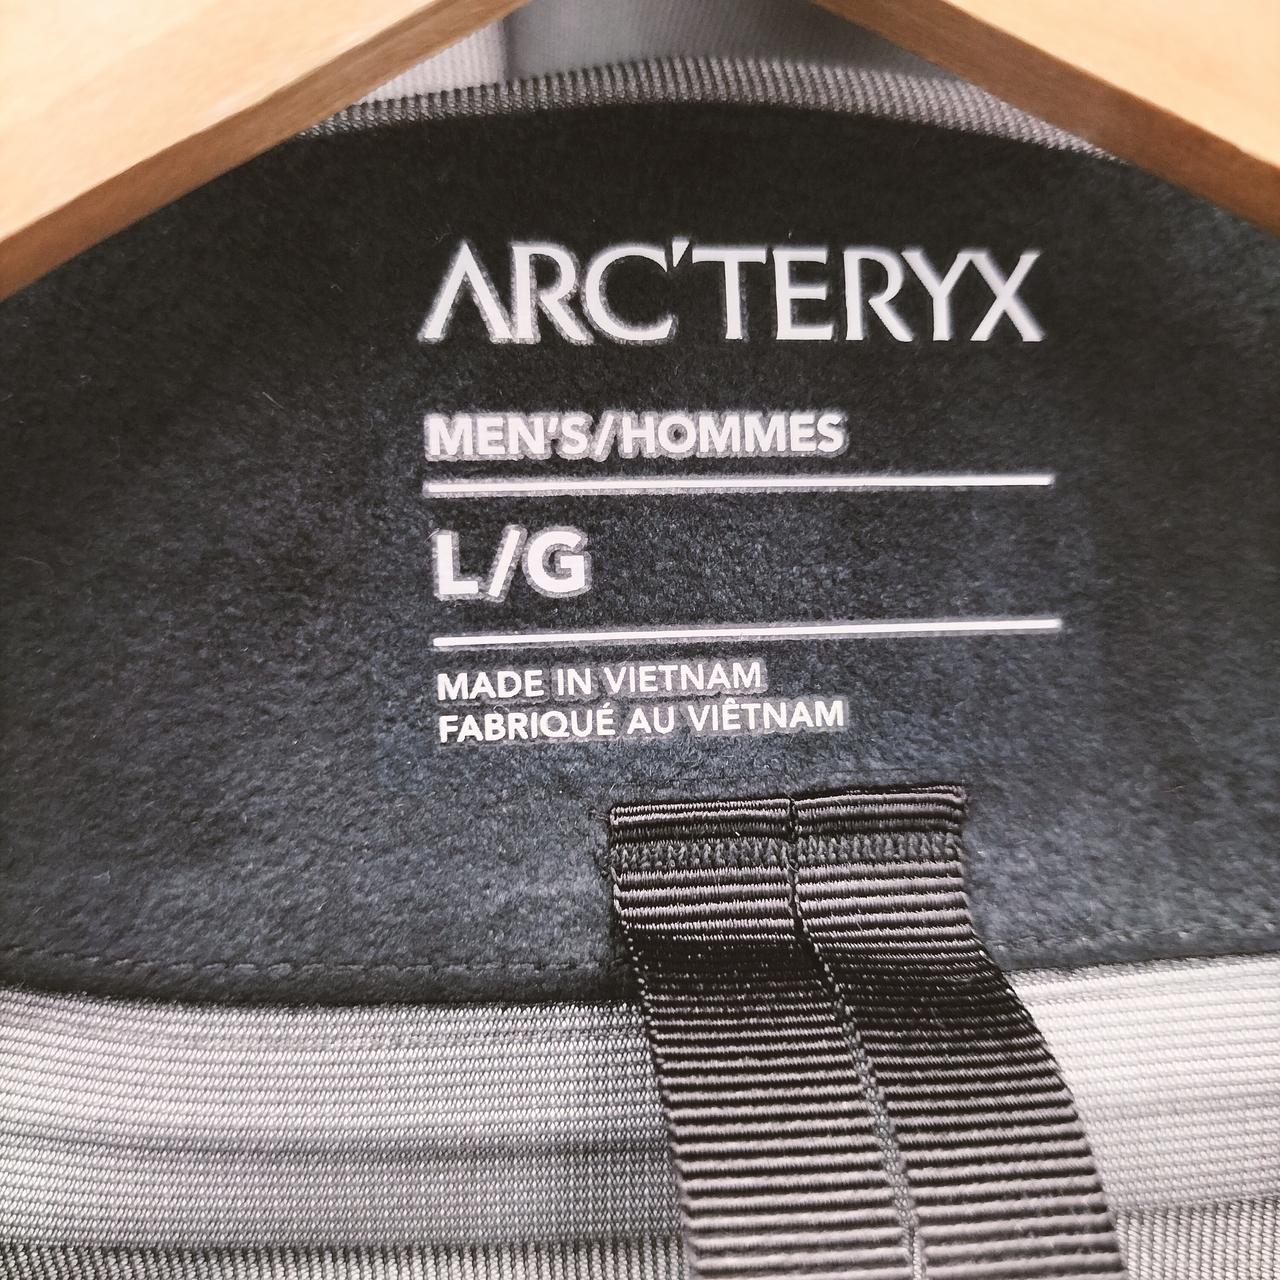 ARC'TERYX
MEN'S/HOMMES
L/G
MADE IN VIETNAM
FABRIQUÉ AU VIÊTNAM